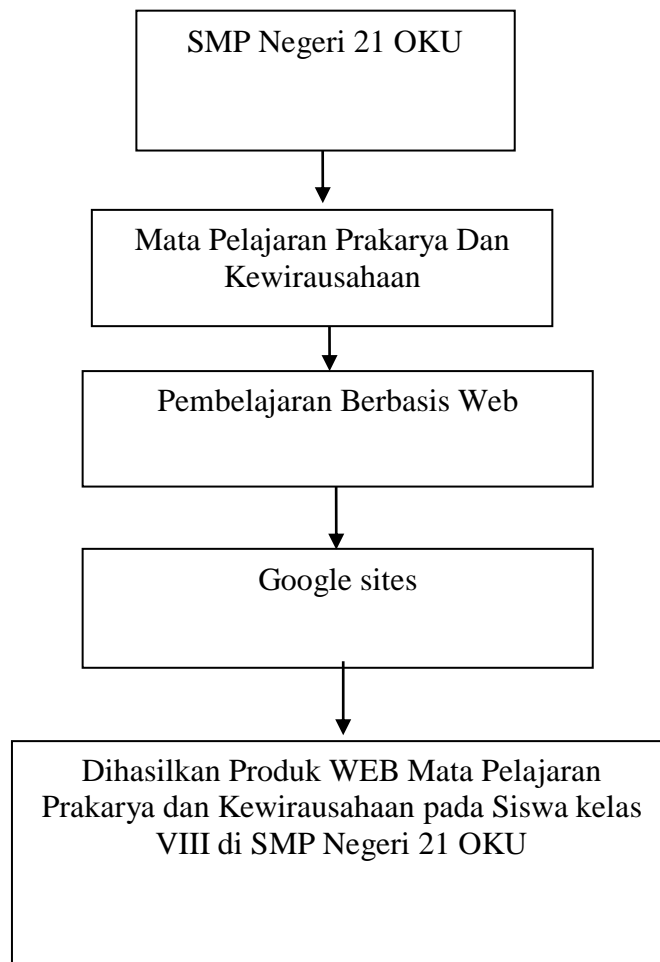 SMP Negeri 21 OKU
Mata Pelajaran Prakarya Dan
Kewirausahaan
Pembelajaran Berbasis Web
Google sites
Dihasilkan Produk WEB Mata Pelajaran
Prakarya dan Kewirausahaan pada Siswa kelas
VIII di SMP Negeri 21 OKU